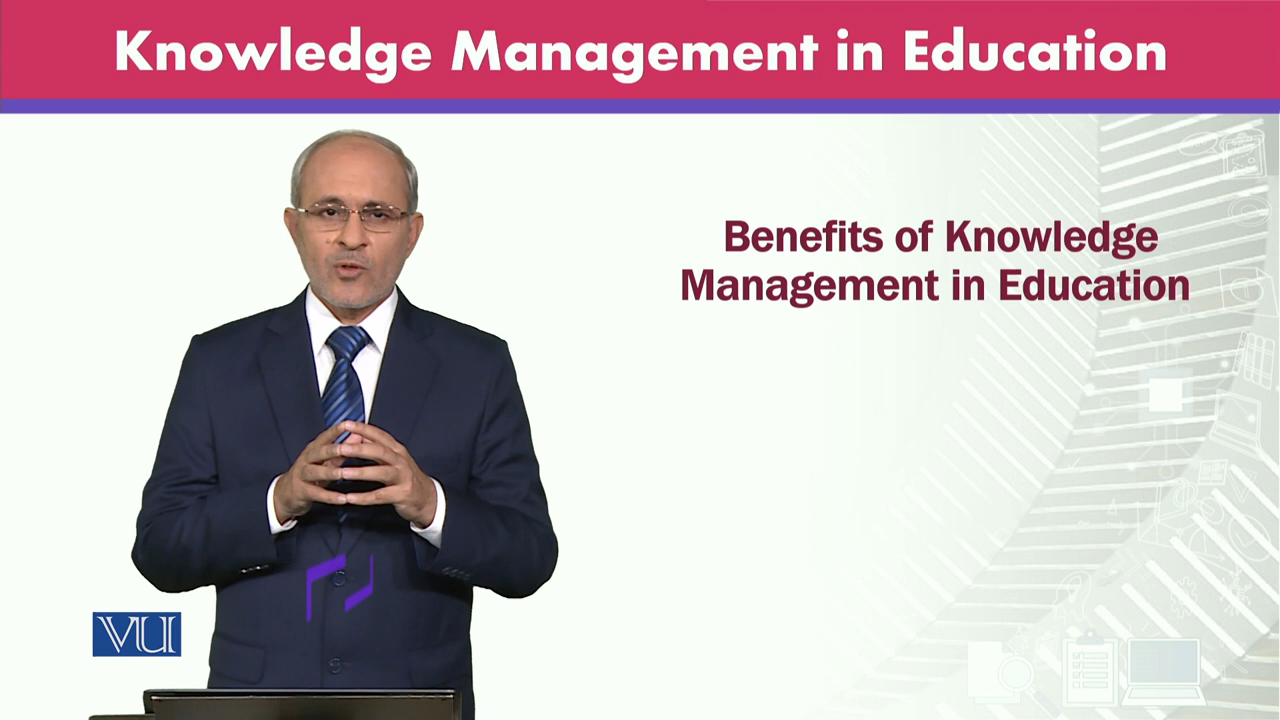 Knowledge Management in Education
Benefits of Knowledge
Management in Education
VU